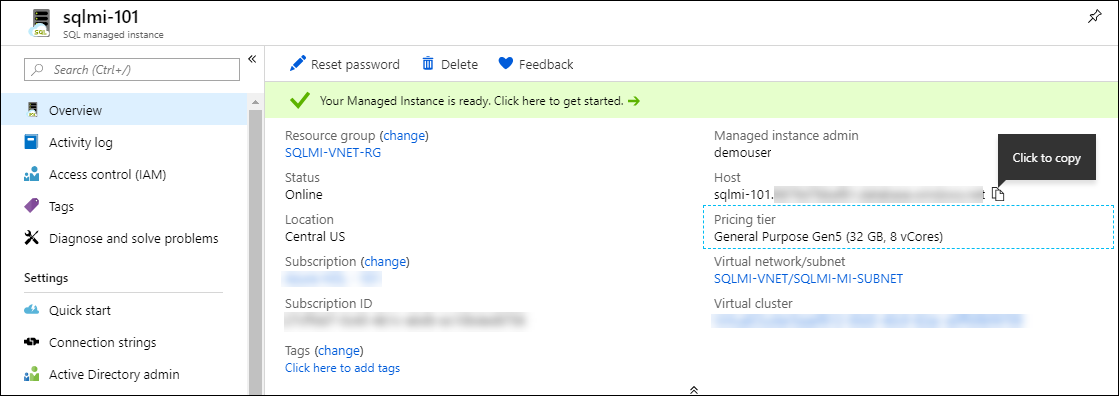 sqlmi-101
SQL managed instance
Search (Ctrl+/)
Overview
Activity log
Access control (IAM)
Tags
Diagnose and solve problems
Settings
Quick start
Connection strings
Active Directory admin
Reset password
Delete
Feedback
Your Managed Instance is ready. Click here to get started.
Resource group (change)
SQLMI-VNET-RG
Status
Online
Location
Central US
Subscription (change)
Subscription ID
Tags (change)
Click here to add tags
Managed instance admin
demouser
Click to copy
Host
sqlmi-101.
Pricing tier
General Purpose Gen5 (32 GB, 8 vCores)
Virtual network/subnet
SQLMI-VNET/SQLMI-MI-SUBNET
Virtual cluster